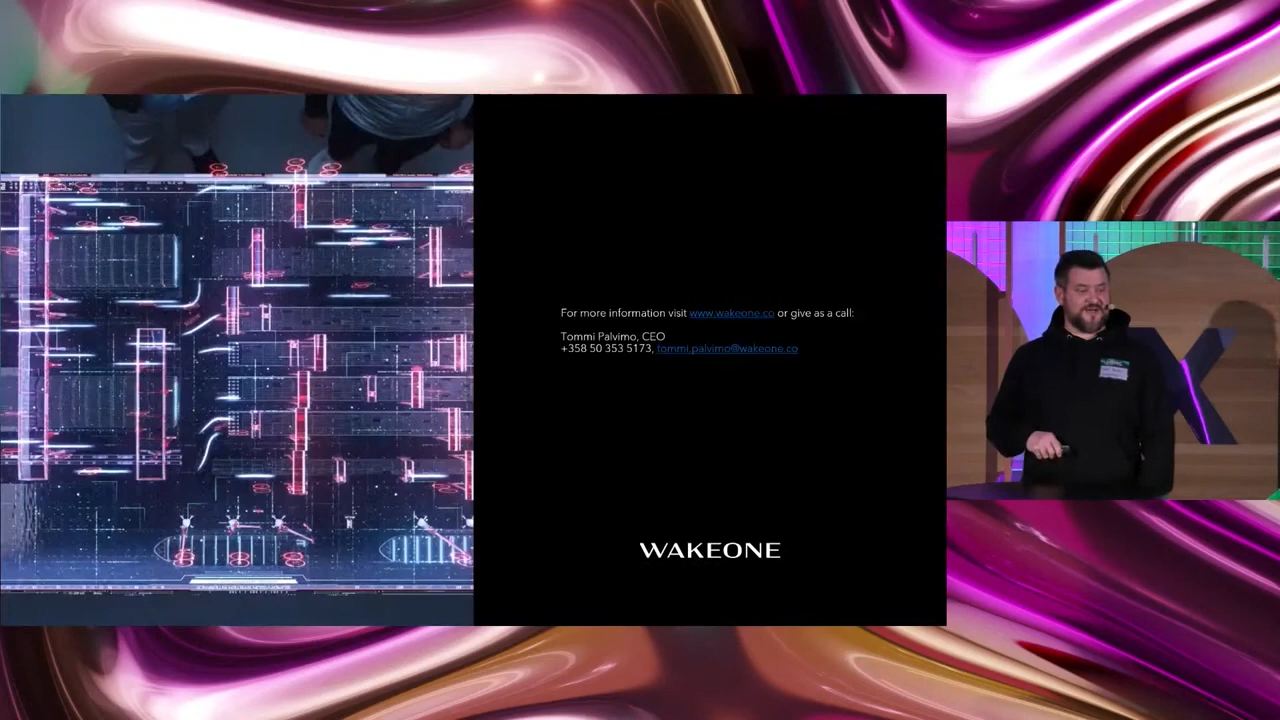 For more information visit www.wakeone.co or give as a call:
Tommi Palvimo, CEO
+358 50 353 5173, tommi.palvimo@wakeone.co
WAKEONE